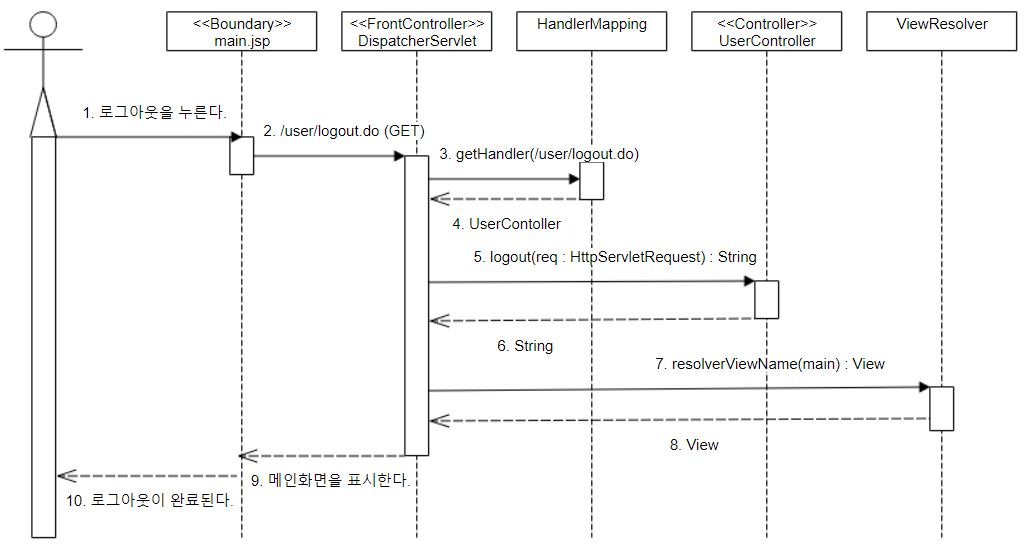 <<Boundary>>
main.jsp
<<FrontController>>
DispatcherServlet
HandlerMapping
<<Controller>>
UserController
ViewResolver
1. 로그아웃을 누른다.
2. /user/logout.do (GET)
3. getHandler(/user/logout.do)
4. UserContoller
5. logout(req : HttpServletRequest) : String
6. String
7. resolverViewName(main) : View
8. View
9. 메인화면을 표시한다.
10. 로그아웃이 완료된다.